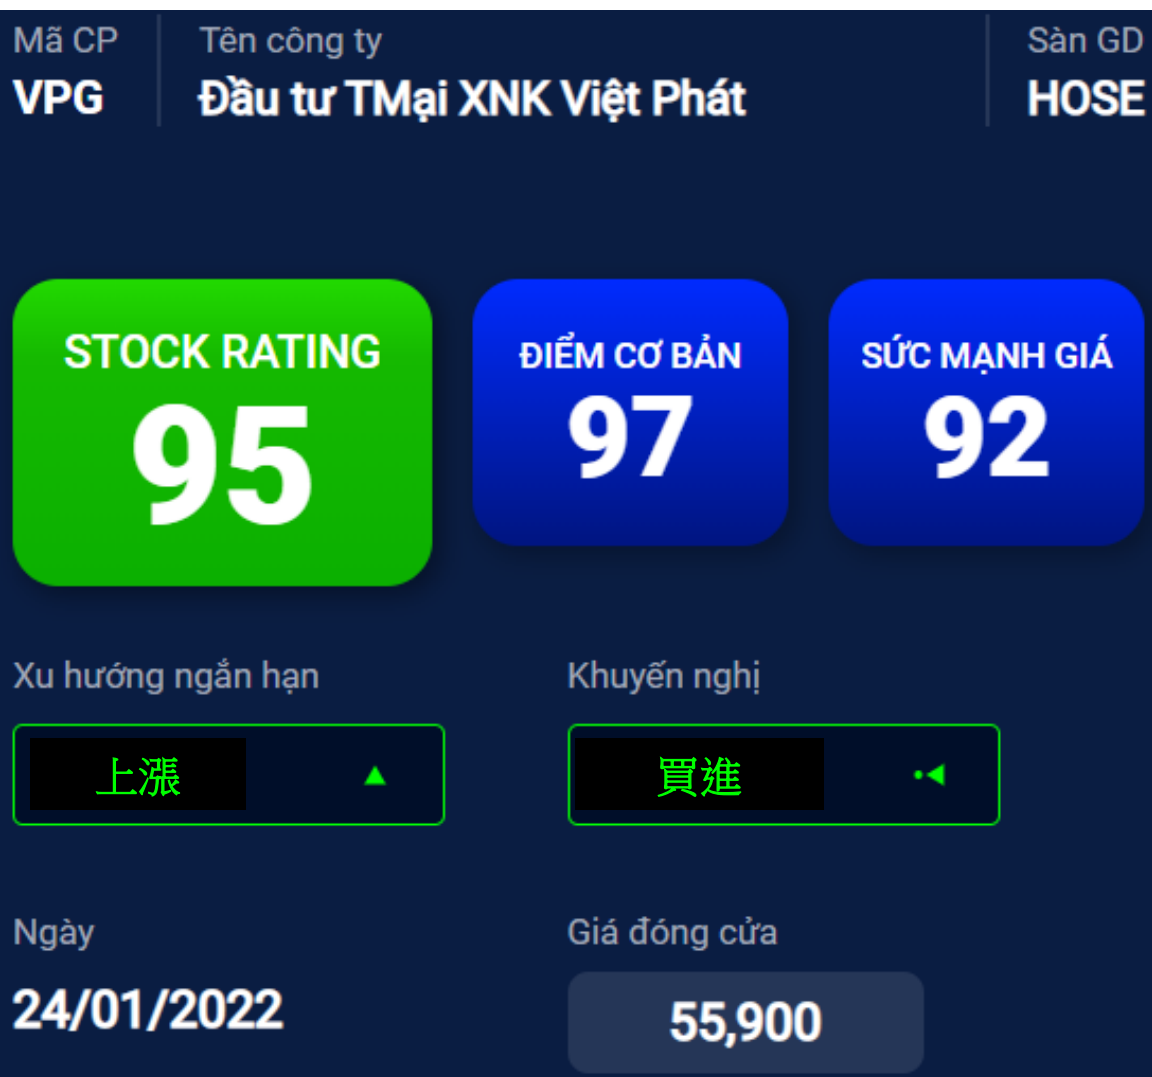 Mã CP Tên công ty Sàn GD
VPG Đầu tư TMại XNK Việt Phát HOSE
STOCK RATING ĐIỂM CƠ BẢN SỨC MẠNH GIÁ
95 97 92
Xu hướng ngắn hạn Khuyến nghị
上漲 買進
Ngày Giá đóng cửa
24/01/2022 55,900